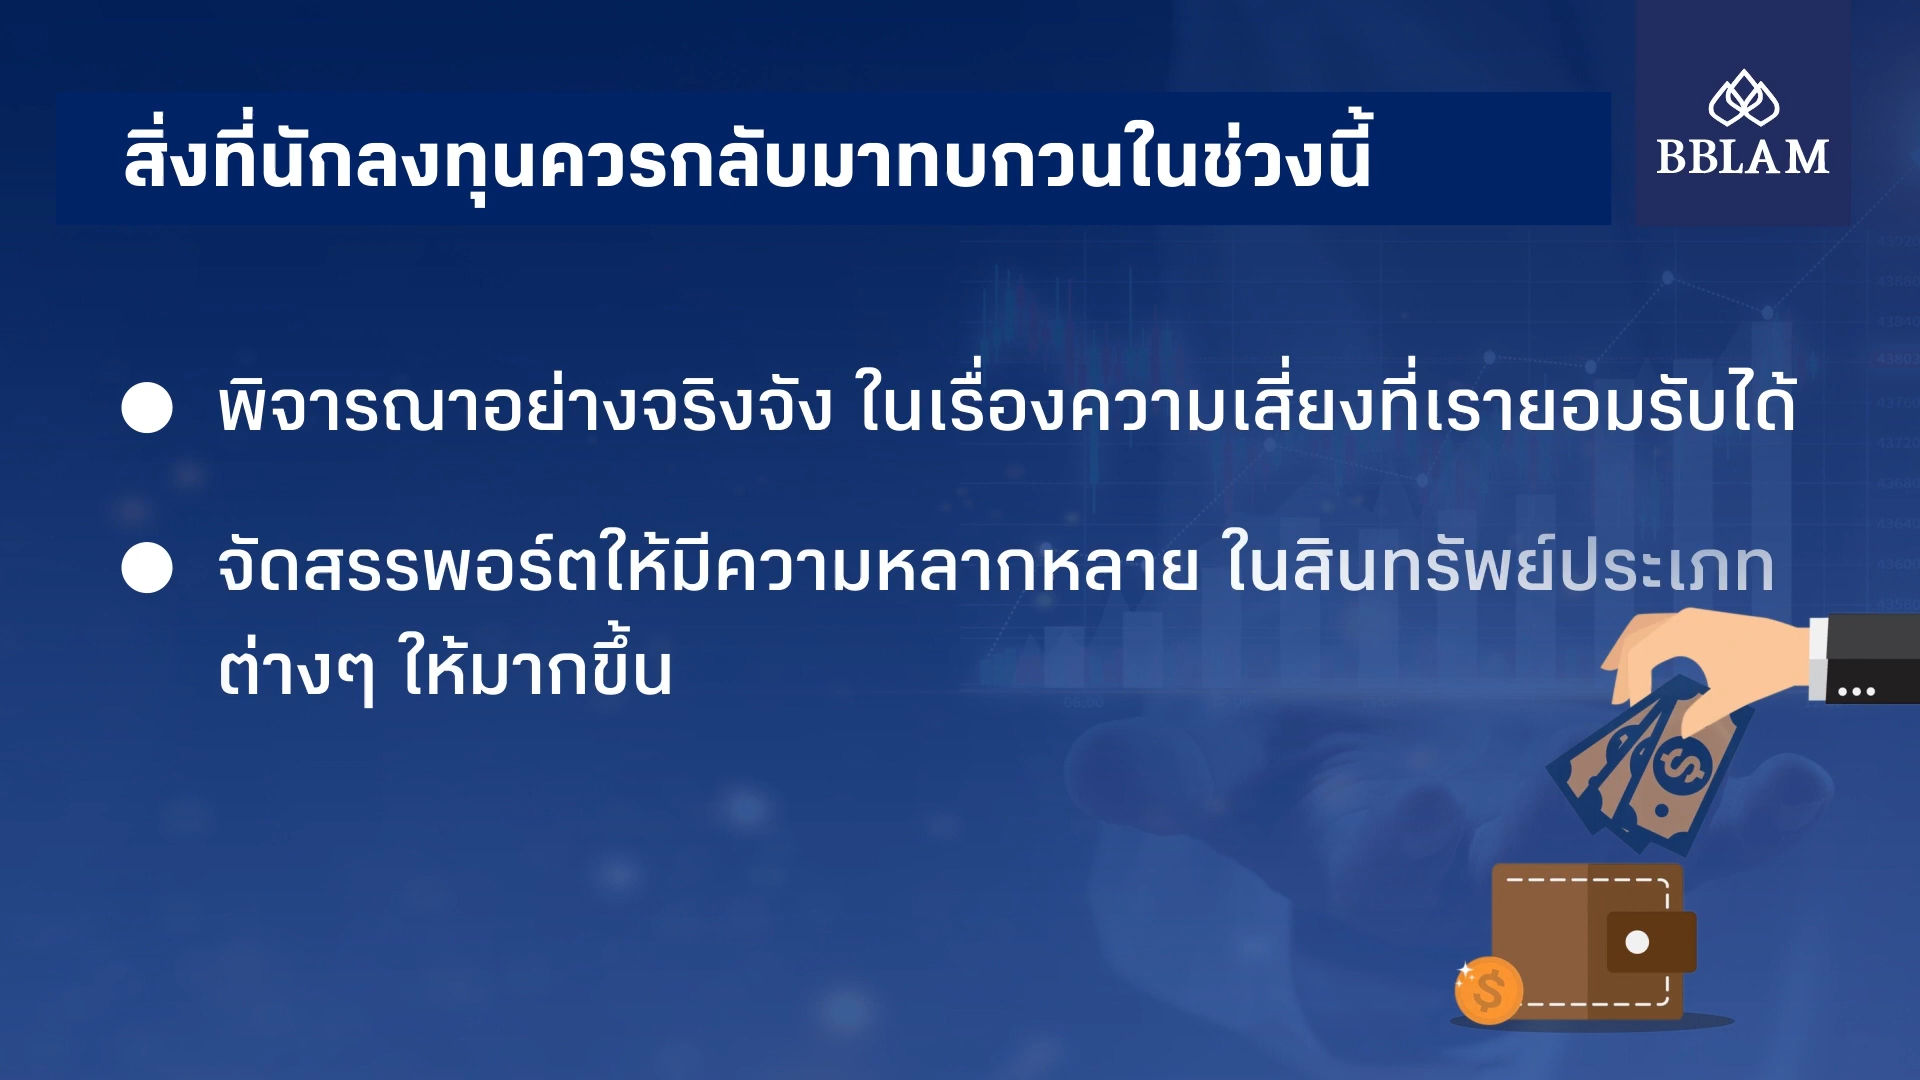 สิ่งที่นักลงทุนควรกลับมาทบทวนในช่วงนี้
BBLAM
● พิจารณาอย่างจริงจัง ในเรื่องความเสี่ยงที่เรายอมรับได้
● จัดสรรพอร์ตให้มีความหลากหลาย ในสินทรัพย์ประเภท
ต่างๆ ให้มากขึ้น